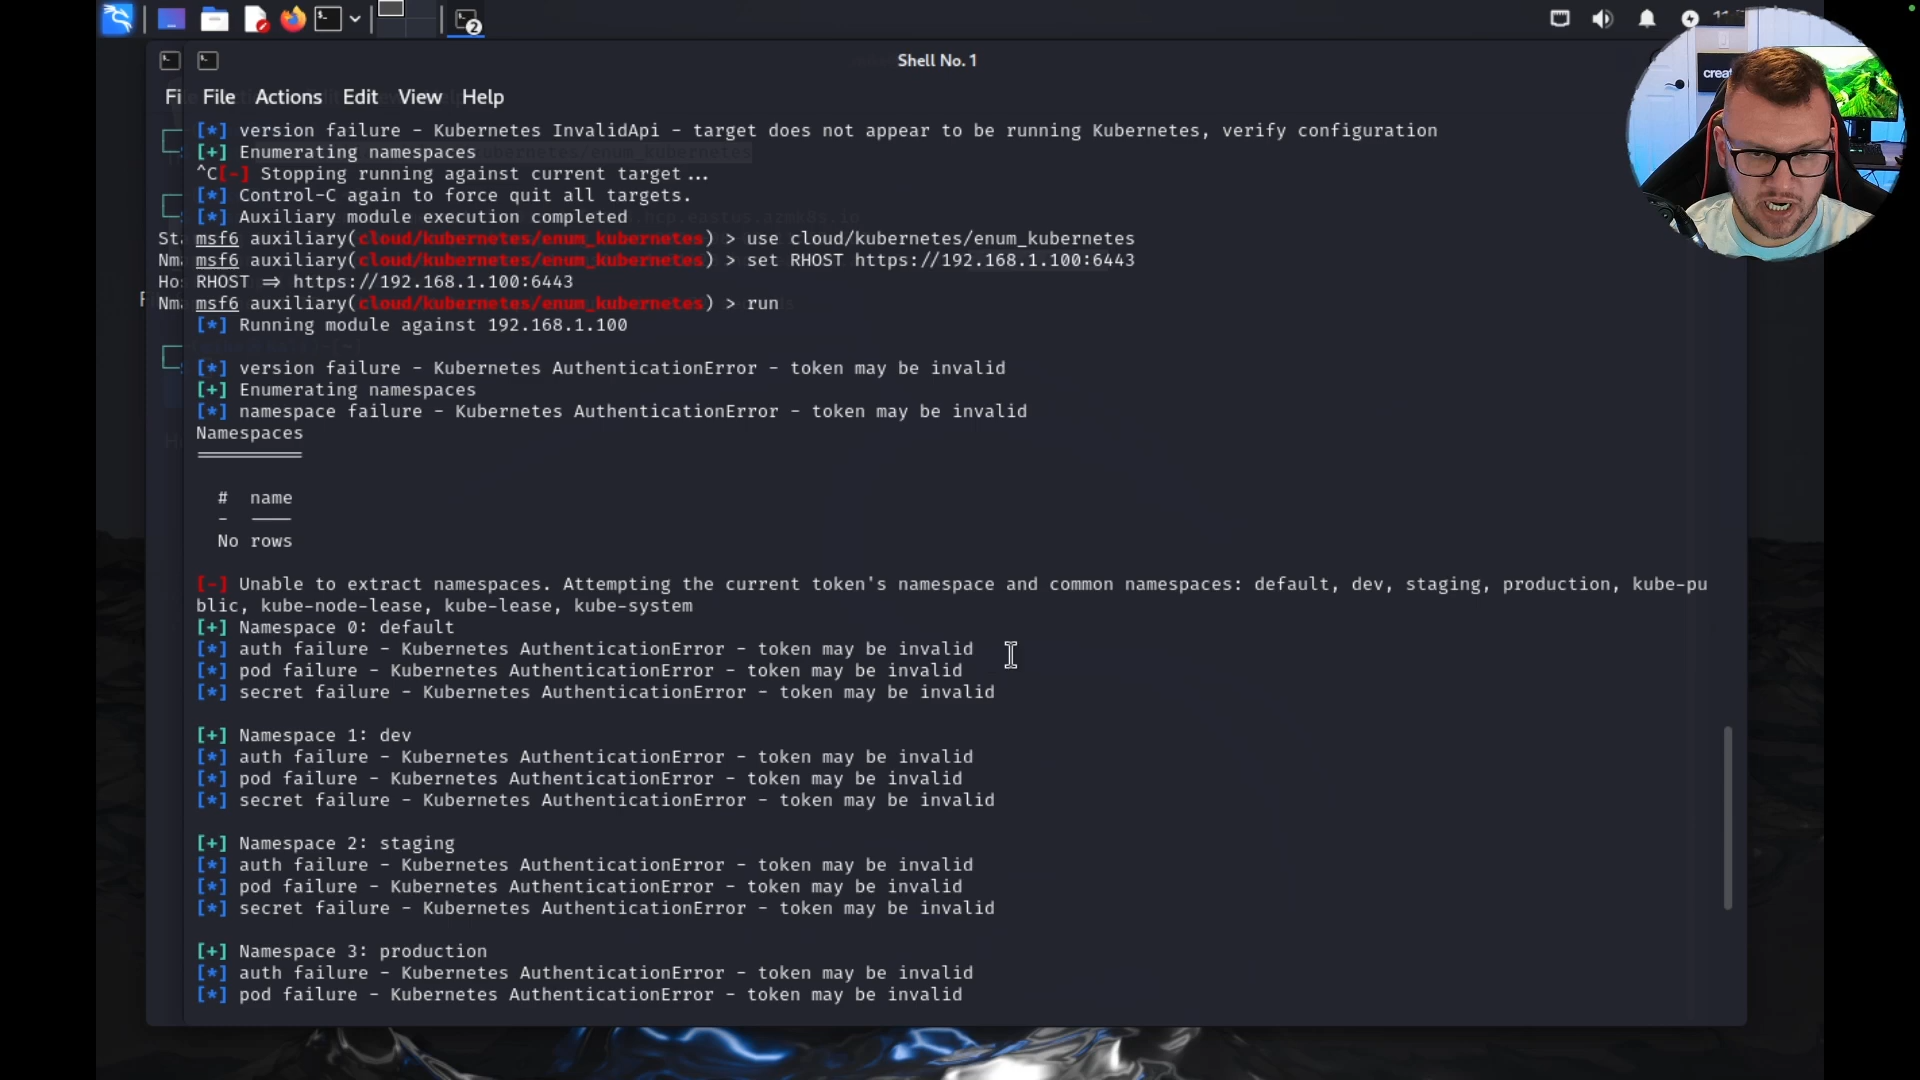 2
Shell No. 1
Fi File Actions Edit View Help
[*] version failure - Kubernetes InvalidApi - target does not appear to be running Kubernetes, verify configuration
[+] Enumerating namespaces
^C[-] Stopping running against current target...
[*] Control-C again to force quit all targets.
[*] Auxiliary module execution completed
msf6 auxiliary(cloud/kubernetes/enum_kubernetes) > use cloud/kubernetes/enum_kubernetes
msf6 auxiliary(cloud/kubernetes/enum_kubernetes) > set RHOST https://192.168.1.100:6443
RHOST => https://192.168.1.100:6443
msf6 auxiliary(cloud/kubernetes/enum_kubernetes) > run
[*] Running module against 192.168.1.100
[*] version failure - Kubernetes AuthenticationError - token may be invalid
[+] Enumerating namespaces
[*] namespace failure - Kubernetes AuthenticationError - token may be invalid
Namespaces
==========
# name
- ----
No rows
[-] Unable to extract namespaces. Attempting the current token's namespace and common namespaces: default, dev, staging, production, kube-pu
blic, kube-node-lease, kube-lease, kube-system
[+] Namespace 0: default
[*] auth failure - Kubernetes AuthenticationError - token may be invalid
[*] pod failure - Kubernetes AuthenticationError - token may be invalid
[*] secret failure - Kubernetes AuthenticationError - token may be invalid
[+] Namespace 1: dev
[*] auth failure - Kubernetes AuthenticationError - token may be invalid
[*] pod failure - Kubernetes AuthenticationError - token may be invalid
[*] secret failure - Kubernetes AuthenticationError - token may be invalid
[+] Namespace 2: staging
[*] auth failure - Kubernetes AuthenticationError - token may be invalid
[*] pod failure - Kubernetes AuthenticationError - token may be invalid
[*] secret failure - Kubernetes AuthenticationError - token may be invalid
[+] Namespace 3: production
[*] auth failure - Kubernetes AuthenticationError - token may be invalid
[*] pod failure - Kubernetes AuthenticationError - token may be invalid